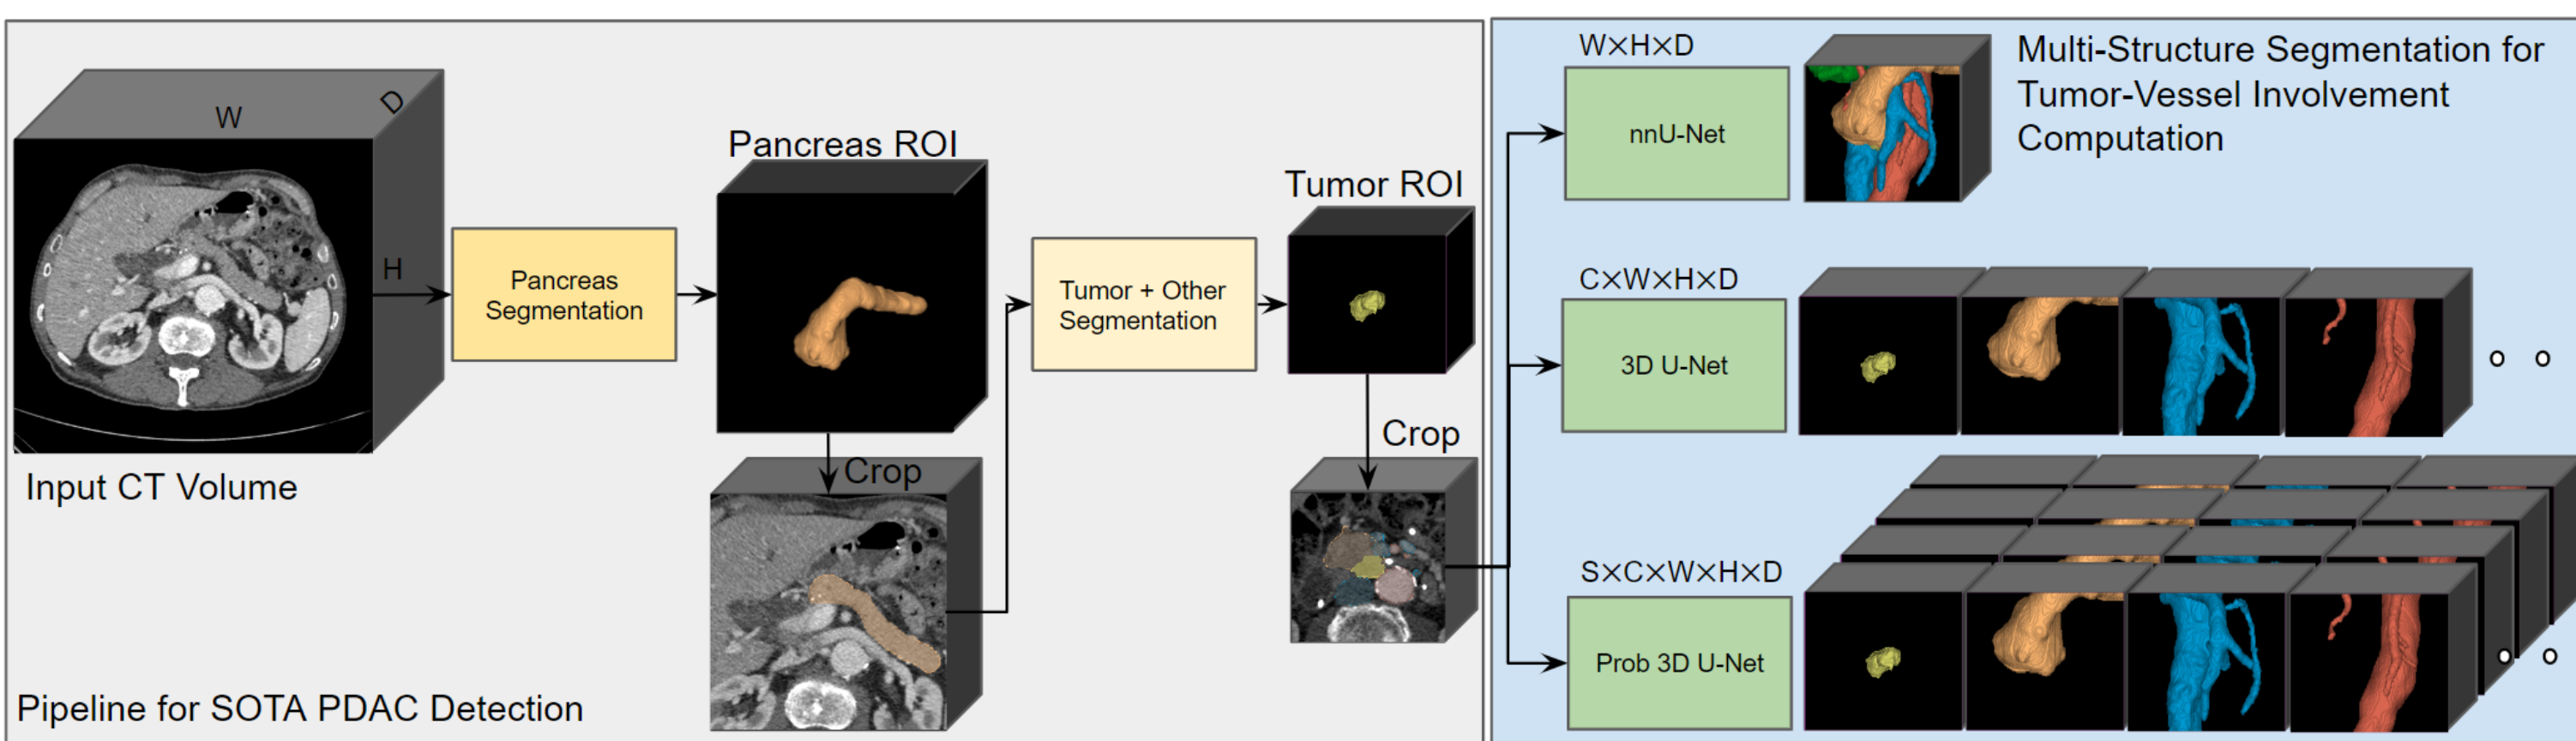 W
D
H
Input CT Volume
Pancreas
Segmentation
Pancreas ROI
Crop
Tumor + Other
Segmentation
Tumor ROI
Crop
Pipeline for SOTA PDAC Detection
W×H×D
nnU-Net
Multi-Structure Segmentation for
Tumor-Vessel Involvement
Computation
C×W×H×D
3D U-Net
S×C×W×H×D
Prob 3D U-Net